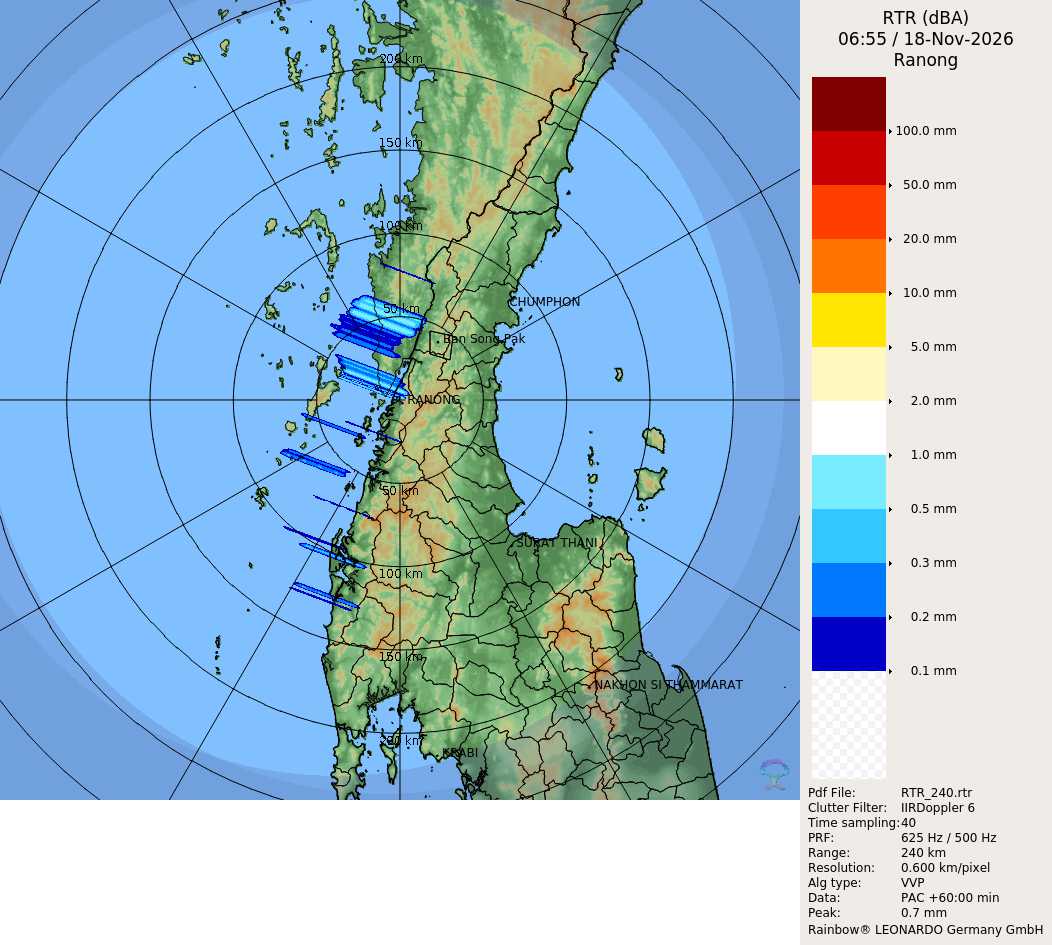 RTR (dBA)
06:55 / 18-Nov-2026
Ranong
100.0 mm
50.0 mm
20.0 mm
10.0 mm
5.0 mm
2.0 mm
1.0 mm
0.5 mm
0.3 mm
0.2 mm
0.1 mm
Pdf File: RTR_240.rtr
Clutter Filter: IIRDoppler 6
Time sampling: 40
PRF: 625 Hz / 500 Hz
Range: 240 km
Resolution: 0.600 km/pixel
Alg type: VVP
Data: PAC +60:00 min
Peak: 0.7 mm
Rainbow® LEONARDO Germany GmbH
200 km
150 km
100 km
CHUMPHON
50 km
Ban Song Pak
RANONG
50 km
SURAT THANI
100 km
150 km
NAKHON SI THAMMARAT
200 km
KRABI